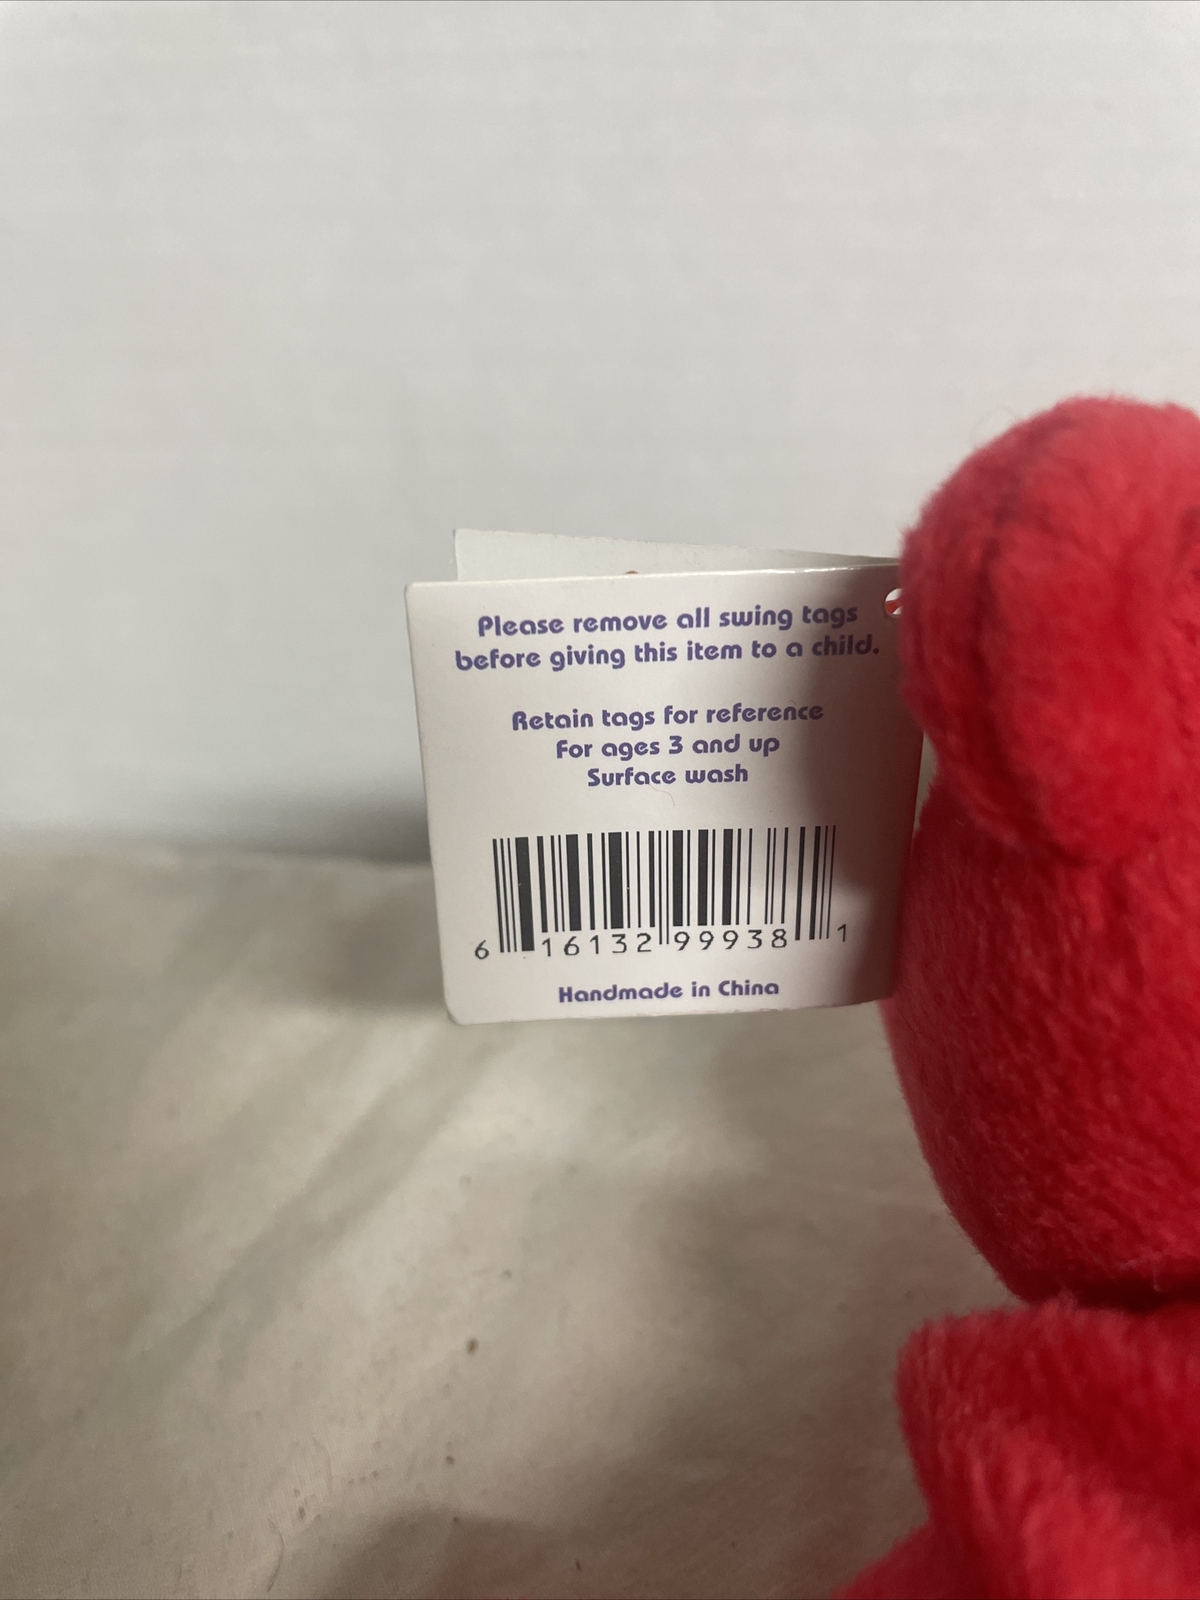 Please remove all swing tags
before giving this item to a child.
Retain tags for reference
For ages 3 and up
Surface wash
6 16132 99938 1
Handmade in China